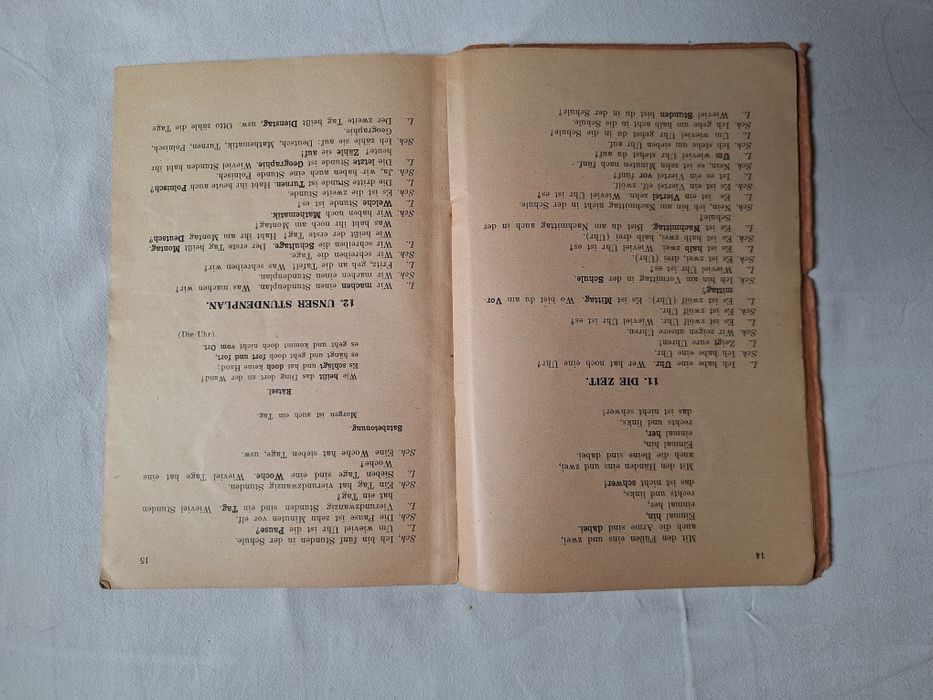 14
Mit den Füßen eins und zwei,
auch die Arme sind dabei.
Einmal hin,
einmal her,
rechts und links,
das ist nicht schwer!
Mit den Händen eins und zwei,
auch die Beine sind dabei.
Einmal hin,
einmal her,
rechts und links,
das ist nicht schwer!
11. DIE ZEIT.
L. Ich habe eine Uhr. Wer hat noch eine Uhr?
Sch. Ich habe eine Uhr.
L. Zeigt eure Uhren!
Sch. Wir zeigen unsere Uhren.
L. Es ist zwölf Uhr. Wieviel Uhr ist es?
Sch. Es ist zwölf Uhr.
L. Es ist zwölf (Uhr). Es ist Mittag. Wo bist du am Vor-
mittag?
Sch. Ich bin am Vormittag in der Schule.
L. Wieviel Uhr ist es?
Sch. Es ist zwei, drei (Uhr).
L. Es ist halb zwei. Wieviel Uhr ist es?
Sch. Es ist halb zwei, halb drei (Uhr).
L. Es ist Nachmittag. Bist du am Nachmittag auch in der
Schule?
Sch. Nein, ich bin am Nachmittag nicht in der Schule.
L. Es ist ein Viertel zehn. Wieviel Uhr ist es?
Sch. Es ist ein Viertel elf, zwölf.
L. Ist es ein Viertel vor fünf?
Sch. Nein, es ist zehn Minuten nach fünf.
L. Um wieviel Uhr stehst du auf?
Sch. Ich stehe um sieben Uhr auf.
L. Um wieviel Uhr gehst du in die Schule?
Sch. Ich gehe um halb acht in die Schule.
L. Wieviel Stunden bist du in der Schule?
15
Sch. Ich bin fünf Stunden in der Schule.
L. Um wieviel Uhr ist die Pause?
Sch. Die Pause ist zehn Minuten vor elf.
L. Vierundzwanzig Stunden sind ein Tag. Wieviel Stunden
hat ein Tag?
Sch. Ein Tag hat vierundzwanzig Stunden.
L. Sieben Tage sind eine Woche. Wieviel Tage hat eine
Woche?
Sch. Eine Woche hat sieben Tage, usw.
Satzbetonung.
Morgen ist auch ein Tag.
Rätsel
Wie heißt das Ding dort an der Wand?
Es schlägt und hat doch keine Hand;
es hängt und geht doch fort und fort,
es geht und kommt doch nicht vom Ort
(Die Uhr).
12. UNSER STUNDENPLAN.
L. Wir machen einen Stundenplan. Was machen wir?
Sch. Wir machen einen Stundenplan.
L. Fritz, geh an die Tafel! Was schreiben wir?
Sch. Wir schreiben die Tage.
L. Wir schreiben die Schultage. Der erste Tag heißt Montag
Wie heißt der erste Tag? Habt ihr am Montag Deutsch?
Was habt ihr noch am Montag?
Sch. Wir haben noch Mathematik.
L. Welche Stunde ist es?
Sch. Es ist die zweite Stunde.
L. Die dritte Stunde ist Turnen. Habt ihr heute auch Polnisch?
Sch. Ja, wir haben auch eine Stunde Polnisch.
L. Die letzte Stunde ist Geographie. Wieviel Stunden habt ihr
heute? Zähle sie auf!
Sch. Ich zähle sie auf: Deutsch, Mathematik, Turnen, Polnisch,
Geographie.
L. Der zweite Tag heißt Dienstag, usw. Otto zähle die Tage